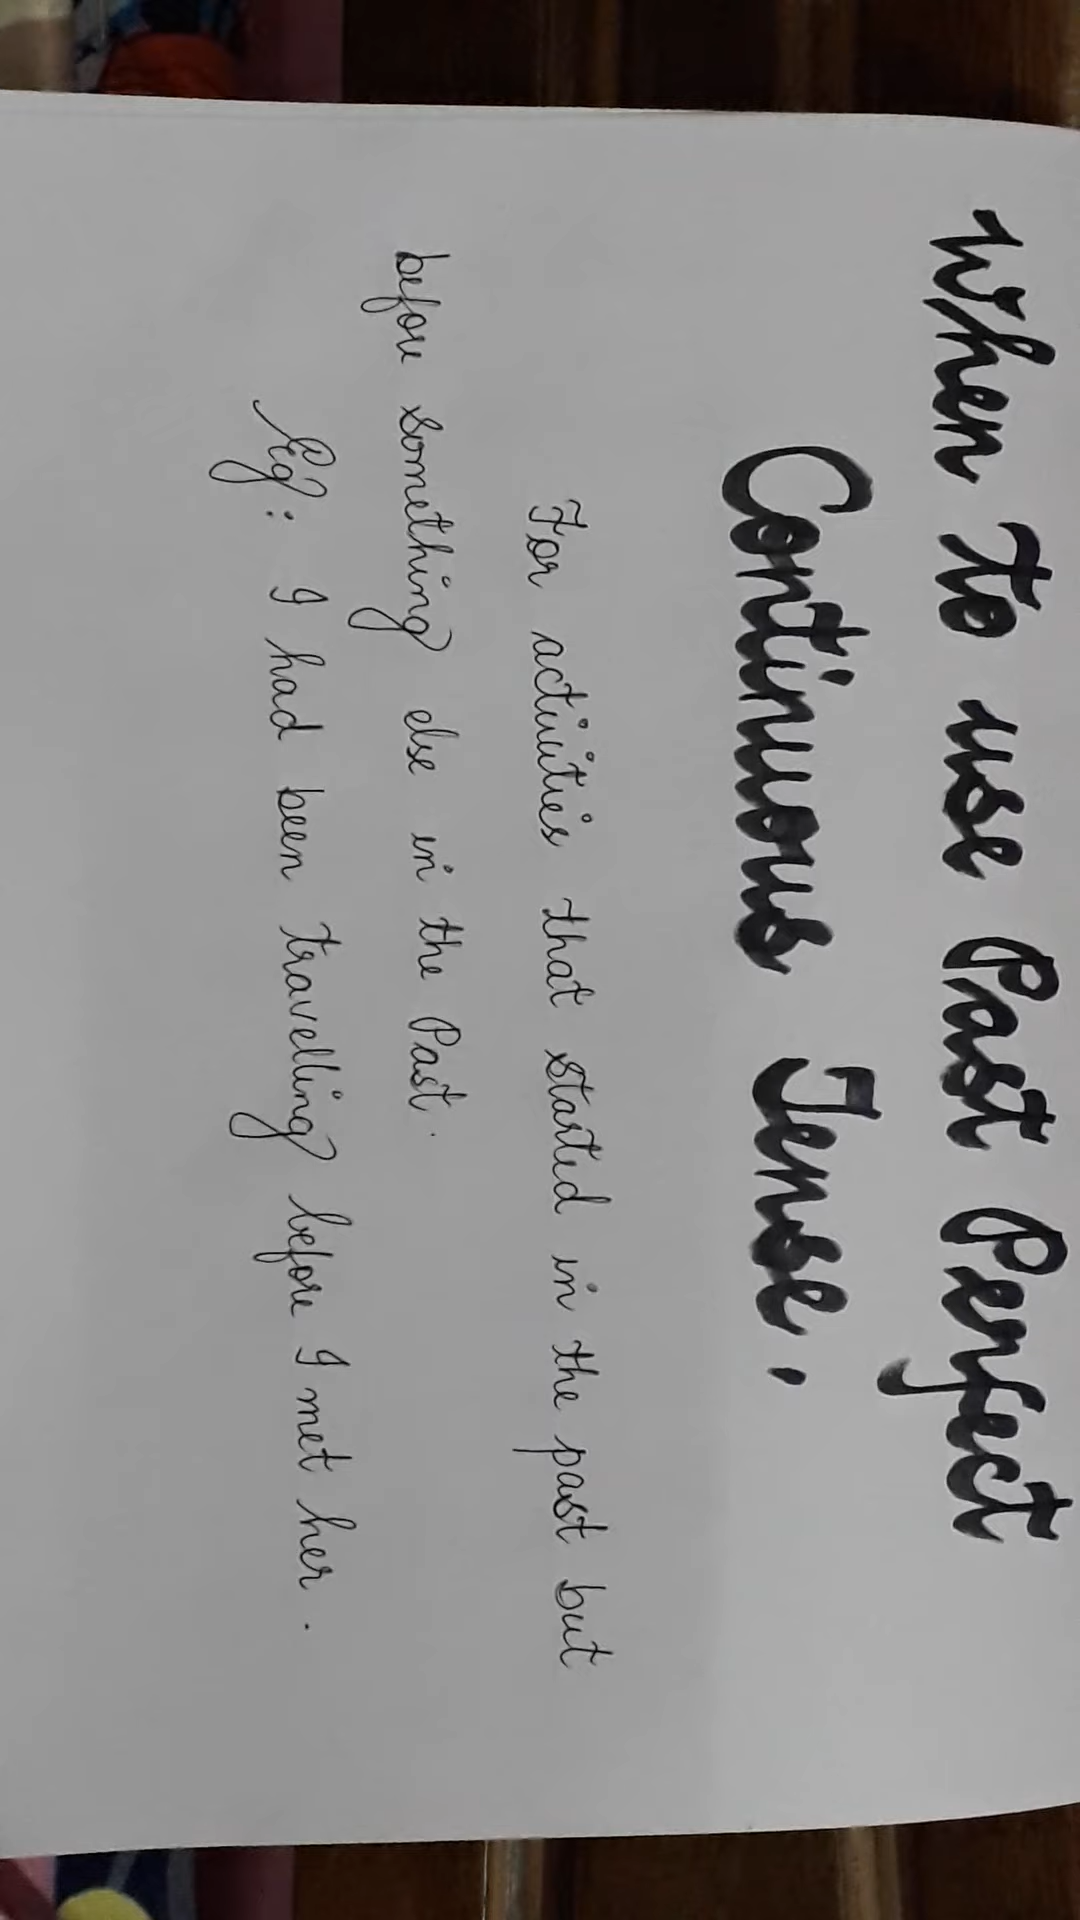 When To use Past Perfect
Continuous Tense.
For activities that started in the past but
before something else in the Past.
Eg: I had been travelling before I met her.